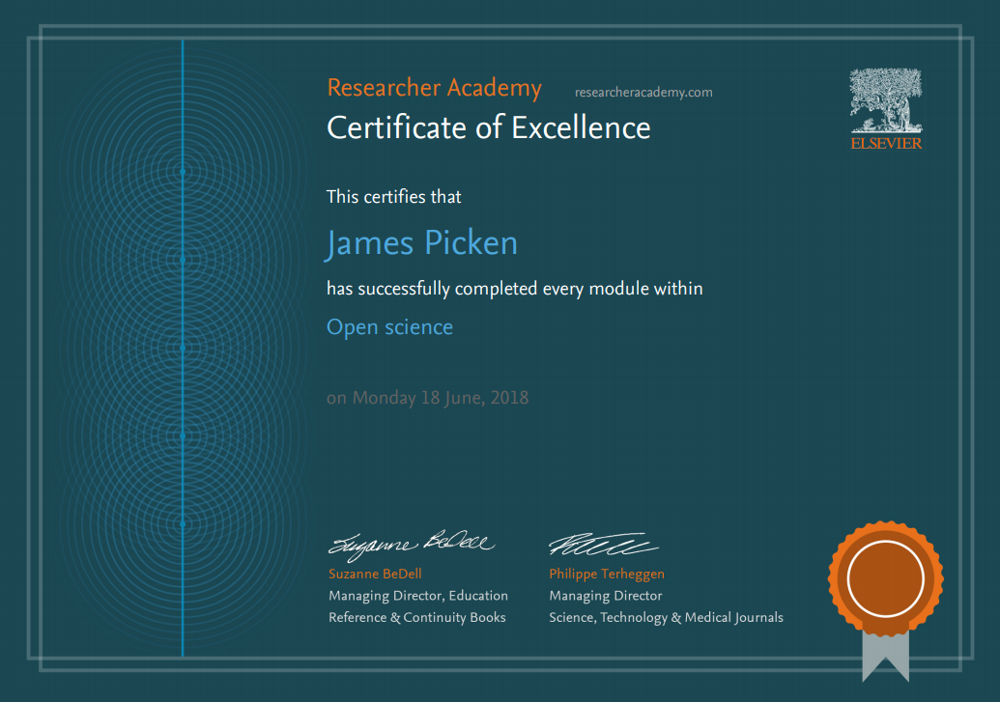 Researcher Academy researcheracademy.com
Certificate of Excellence
ELSEVIER
This certifies that
James Picken
has successfully completed every module within
Open science
on Monday 18 June, 2018
Suzanne BeDell
Suzanne BeDell
Managing Director, Education
Reference & Continuity Books
Philippe Terheggen
Managing Director
Science, Technology & Medical Journals